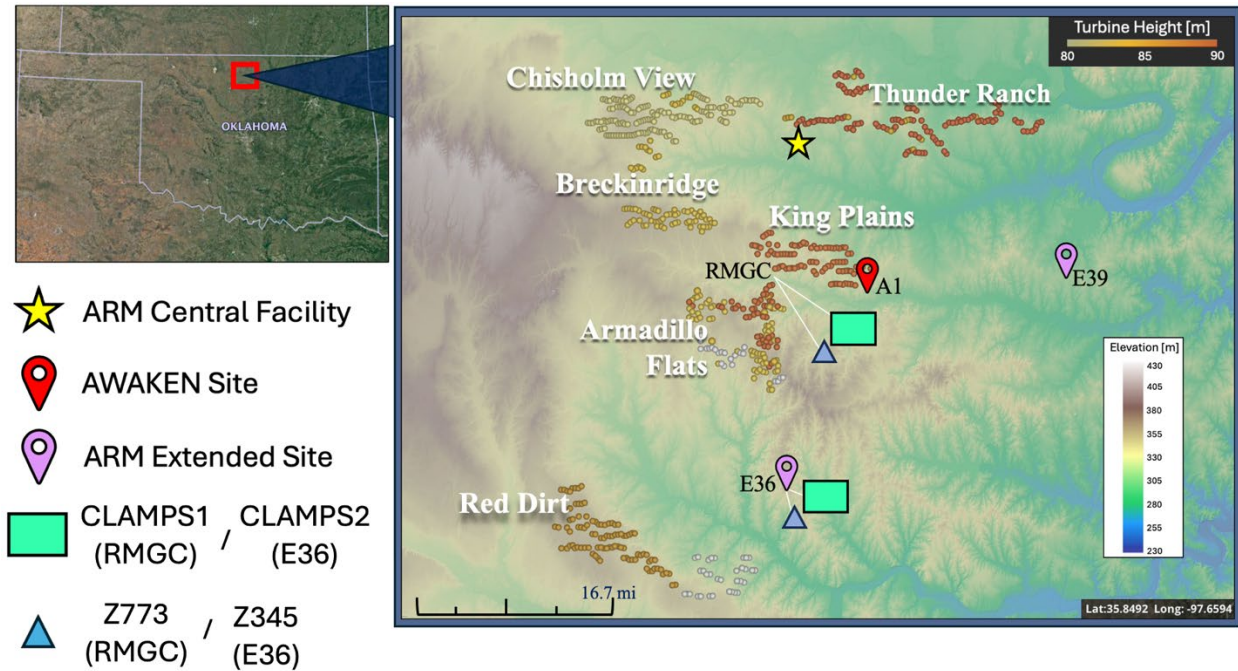 OKLAHOMA
ARM Central Facility
AWAKEN Site
ARM Extended Site
CLAMPS1 / CLAMPS2
(RMGC) (E36)
Z773 / Z345
(RMGC) (E36)
Turbine Height [m]
80 85 90
Chisholm View
Thunder Ranch
Breckinridge
King Plains
RMGC
A1
E39
Armadillo
Flats
Elevation [m]
430
405
380
355
330
305
280
255
230
E36
Red Dirt
16.7 mi
Lat:35.8492 Long: -97.6594